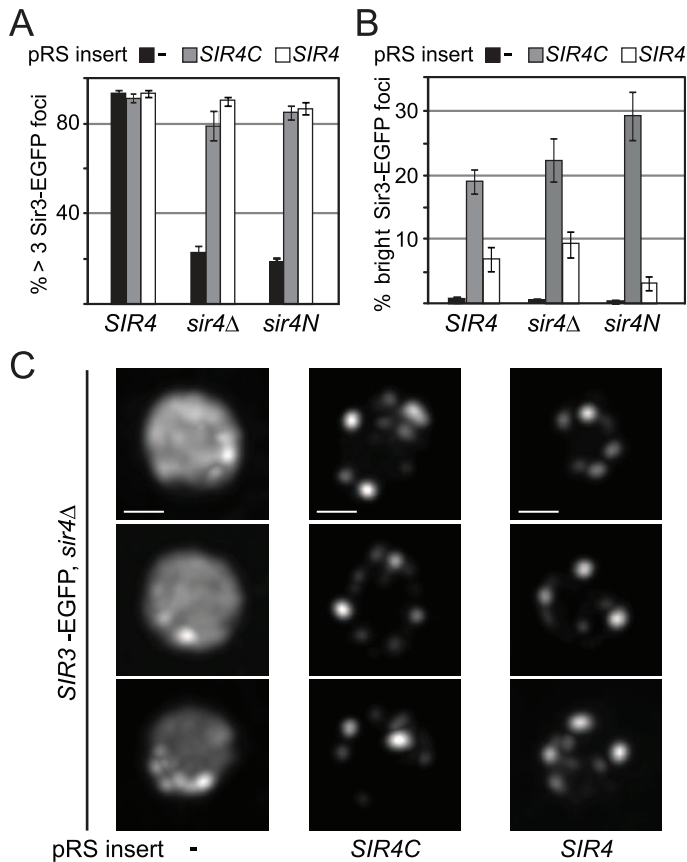 A
pRS insert - SIR4C SIR4
% > 3 Sir3-EGFP foci
80
40
SIR4 sir4Δ sir4N
B
pRS insert - SIR4C SIR4
% bright Sir3-EGFP foci
30
20
10
0
SIR4 sir4Δ sir4N
C
SIR3 -EGFP, sir4Δ
pRS insert - SIR4C SIR4